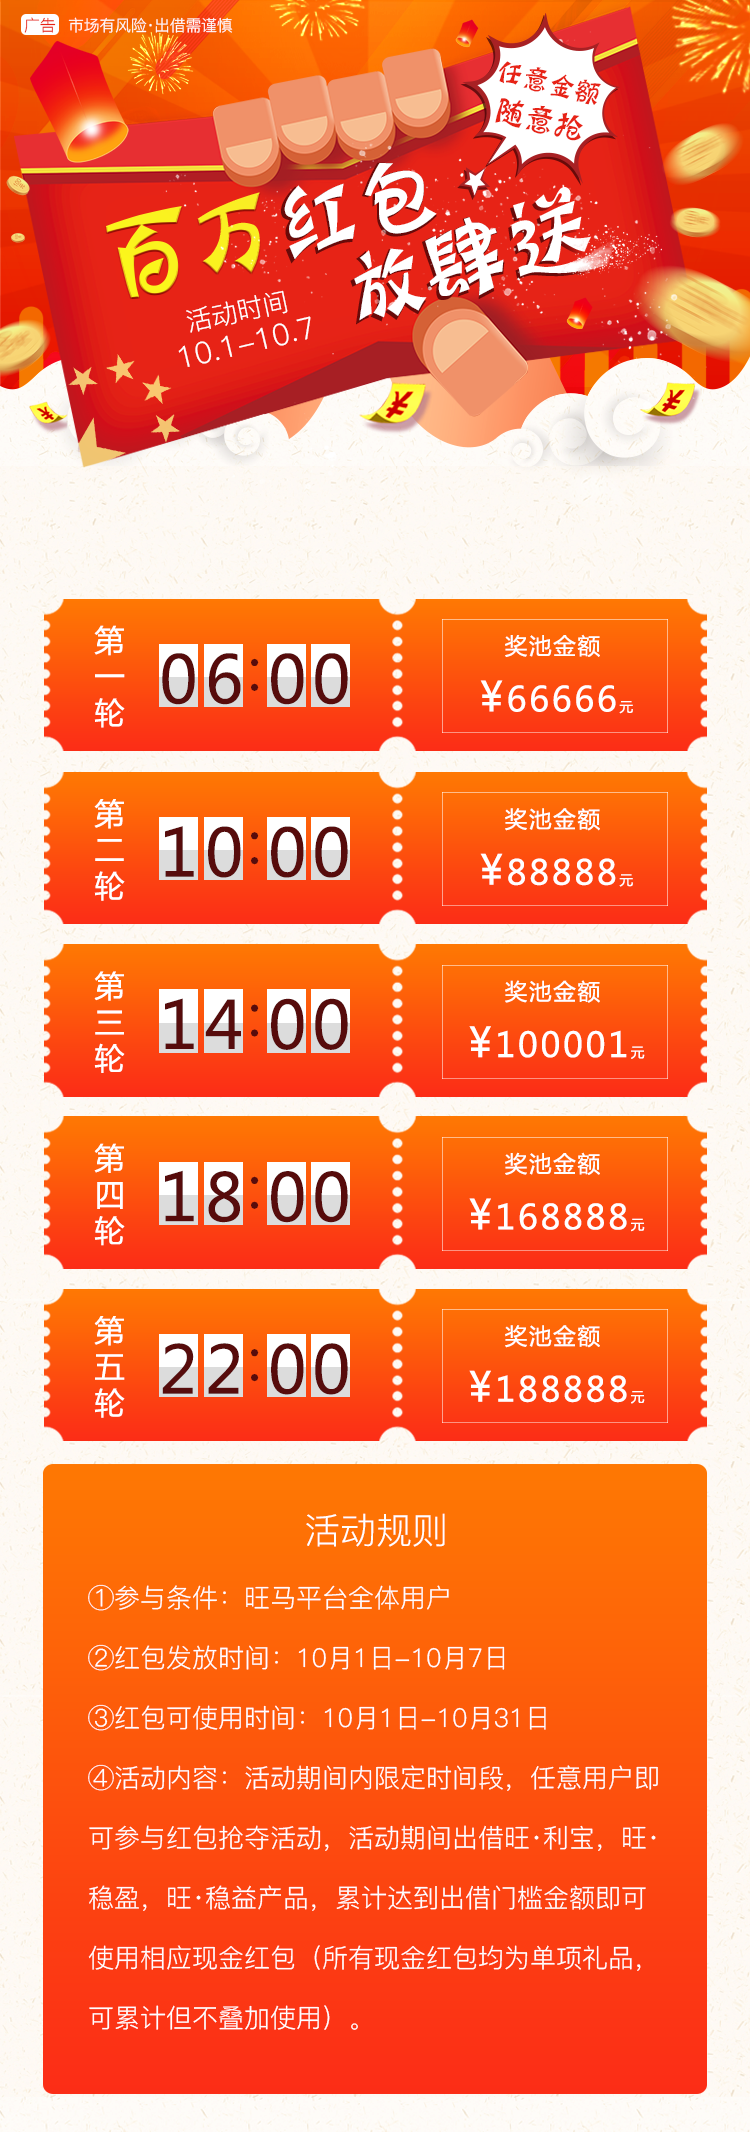 广告 市场有风险·出借需谨慎
任意金额
随意抢
百万红包
放肆送
活动时间
10.1-10.7
第一轮
06:00
奖池金额
¥66666元
第二轮
10:00
奖池金额
¥88888元
第三轮
14:00
奖池金额
¥100001元
第四轮
18:00
奖池金额
¥168888元
第五轮
22:00
奖池金额
¥188888元
活动规则
①参与条件：旺马平台全体用户
②红包发放时间：10月1日-10月7日
③红包可使用时间：10月1日-10月31日
④活动内容：活动期间内限定时间段，任意用户即
可参与红包抢夺活动，活动期间出借旺·利宝，旺·
稳盈，旺·稳益产品，累计达到出借门槛金额即可
使用相应现金红包（所有现金红包均为单项礼品，
可累计但不叠加使用）。